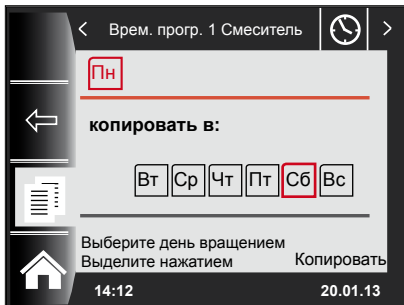 Врем. прогр. 1 Смеситель
Пн
копировать в:
Вт Ср Чт Пт Сб Вс
Выберите день вращением
Выделите нажатием Копировать
14:12 20.01.13